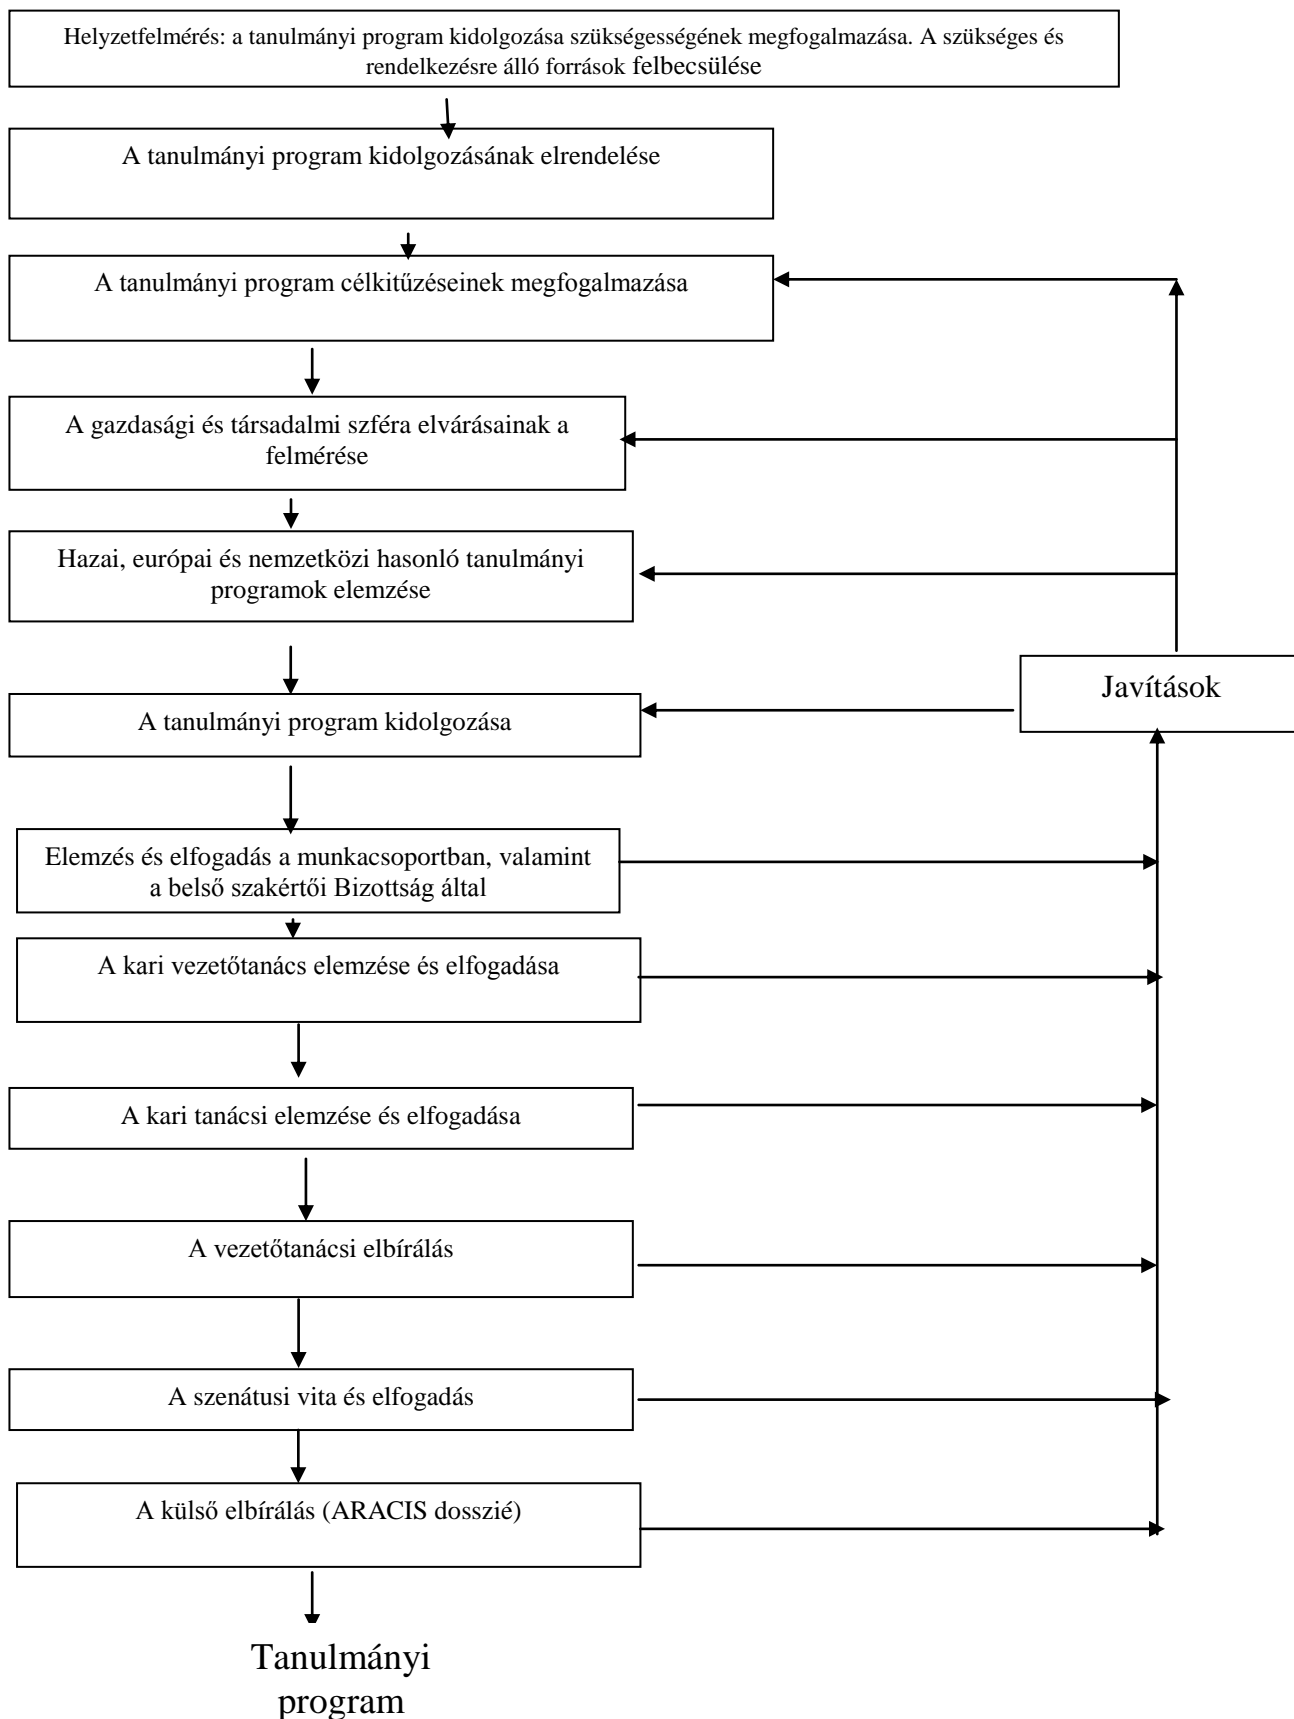 Helyzetfelmérés: a tanulmányi program kidolgozása szükségességének megfogalmazása. A szükséges és
rendelkezésre álló források felbecsülése
A tanulmányi program kidolgozásának elrendelése
A tanulmányi program célkitűzéseinek megfogalmazása
A gazdasági és társadalmi szféra elvárásainak a
felmérése
Hazai, európai és nemzetközi hasonló tanulmányi
programok elemzése
Javítások
A tanulmányi program kidolgozása
Elemzés és elfogadás a munkacsoportban, valamint
a belső szakértői Bizottság által
A kari vezetőtanács elemzése és elfogadása
A kari tanácsi elemzése és elfogadása
A vezetőtanácsi elbírálás
A szenátusi vita és elfogadás
A külső elbírálás (ARACIS dosszié)
Tanulmányi
program